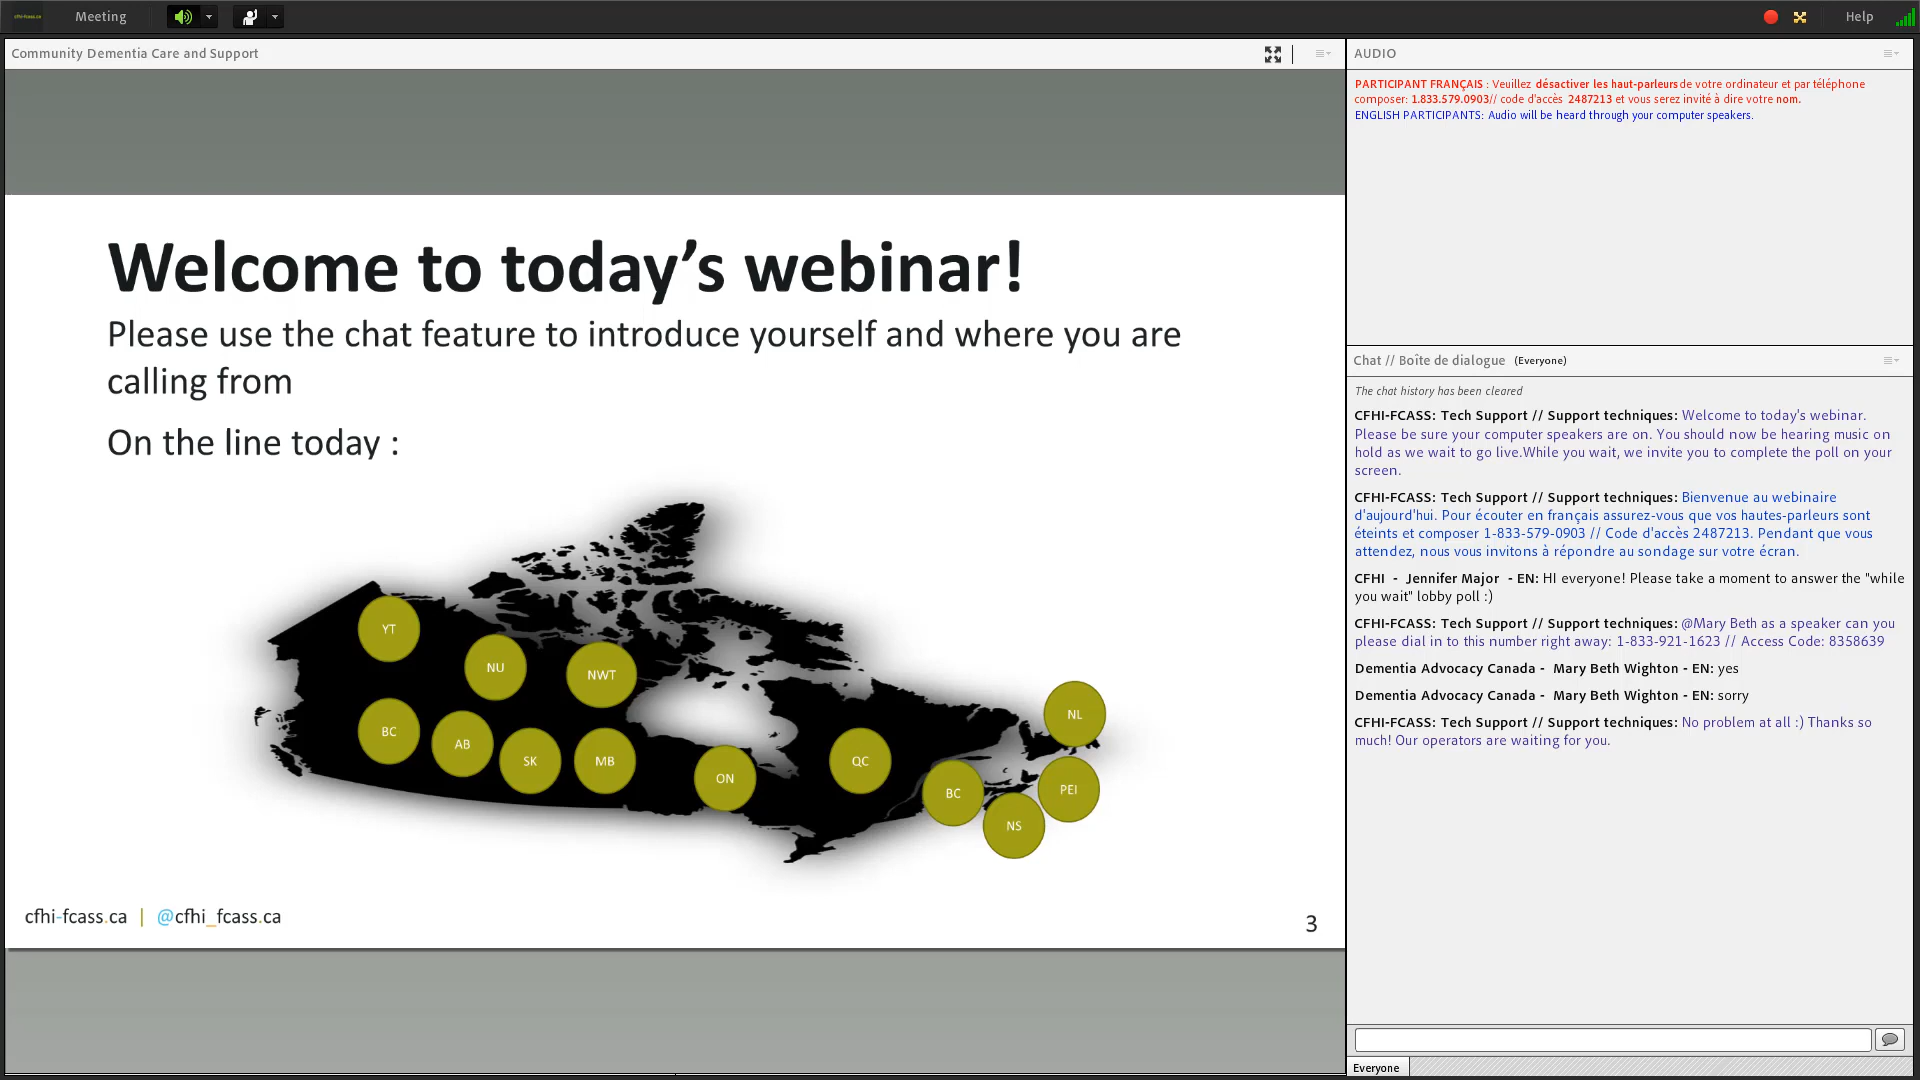 cfhi-fcass.ca
Meeting
Help
Community Dementia Care and Support
Welcome to today's webinar!
Please use the chat feature to introduce yourself and where you are
calling from
On the line today :
YT
NU
NWT
BC
AB
SK
MB
ON
QC
BC
NS
PEI
NL
cfhi-fcass.ca | @cfhi_fcass.ca
3
AUDIO
PARTICIPANT FRANÇAIS : Veuillez désactiver les haut-parleurs de votre ordinateur et par téléphone
composer: 1.833.579.0903// code d'accès 2487213 et vous serez invité à dire votre nom.
ENGLISH PARTICIPANTS: Audio will be heard through your computer speakers.
Chat // Boîte de dialogue (Everyone)
The chat history has been cleared
CFHI-FCASS: Tech Support // Support techniques: Welcome to today's webinar.
Please be sure your computer speakers are on. You should now be hearing music on
hold as we wait to go live.While you wait, we invite you to complete the poll on your
screen.
CFHI-FCASS: Tech Support // Support techniques: Bienvenue au webinaire
d'aujourd'hui. Pour écouter en français assurez-vous que vos hautes-parleurs sont
éteints et composer 1-833-579-0903 // Code d'accès 2487213. Pendant que vous
attendez, nous vous invitons à répondre au sondage sur votre écran.
CFHI - Jennifer Major - EN: HI everyone! Please take a moment to answer the "while
you wait" lobby poll :)
CFHI-FCASS: Tech Support // Support techniques: @Mary Beth as a speaker can you
please dial in to this number right away: 1-833-921-1623 // Access Code: 8358639
Dementia Advocacy Canada - Mary Beth Wighton - EN: yes
Dementia Advocacy Canada - Mary Beth Wighton - EN: sorry
CFHI-FCASS: Tech Support // Support techniques: No problem at all :) Thanks so
much! Our operators are waiting for you.
Everyone